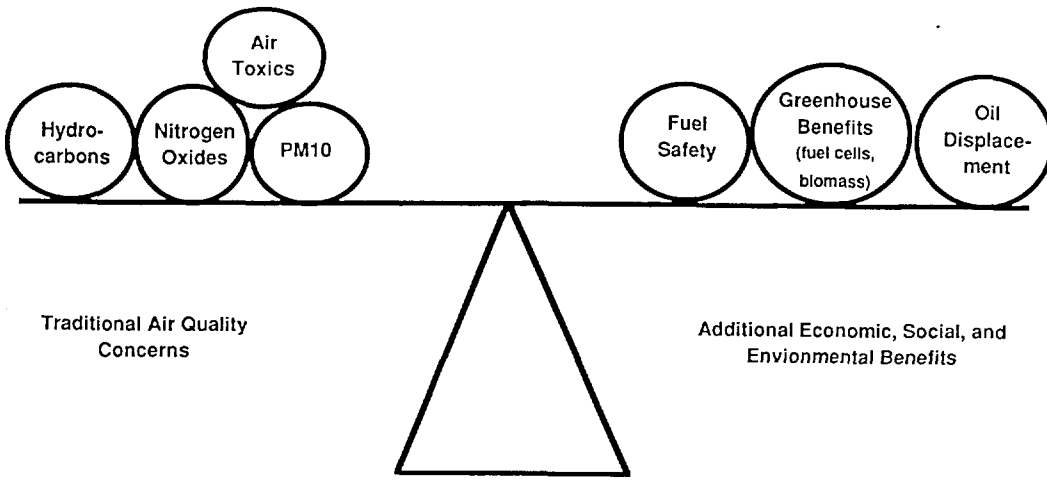 Air
Toxics
Hydro-
carbons
Nitrogen
Oxides
PM10
Fuel
Safety
Greenhouse
Benefits
(fuel cells,
biomass)
Oil
Displace-
ment
Traditional Air Quality
Concerns
Additional Economic, Social, and
Envionmental Benefits